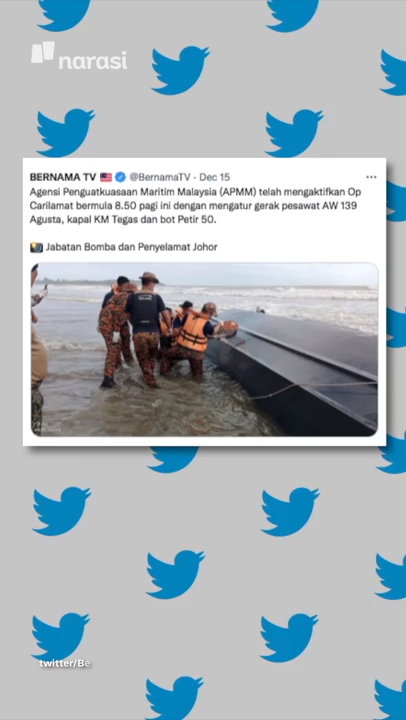 narasi
BERNAMA TV 🇲🇾 @BernamaTV · Dec 15
Agensi Penguatkuasaan Maritim Malaysia (APMM) telah mengaktifkan Op
Carilamat bermula 8.50 pagi ini dengan mengatur gerak pesawat AW 139
Agusta, kapal KM Tegas dan bot Petir 50.
📸 Jabatan Bomba dan Penyelamat Johor
twitter/Be